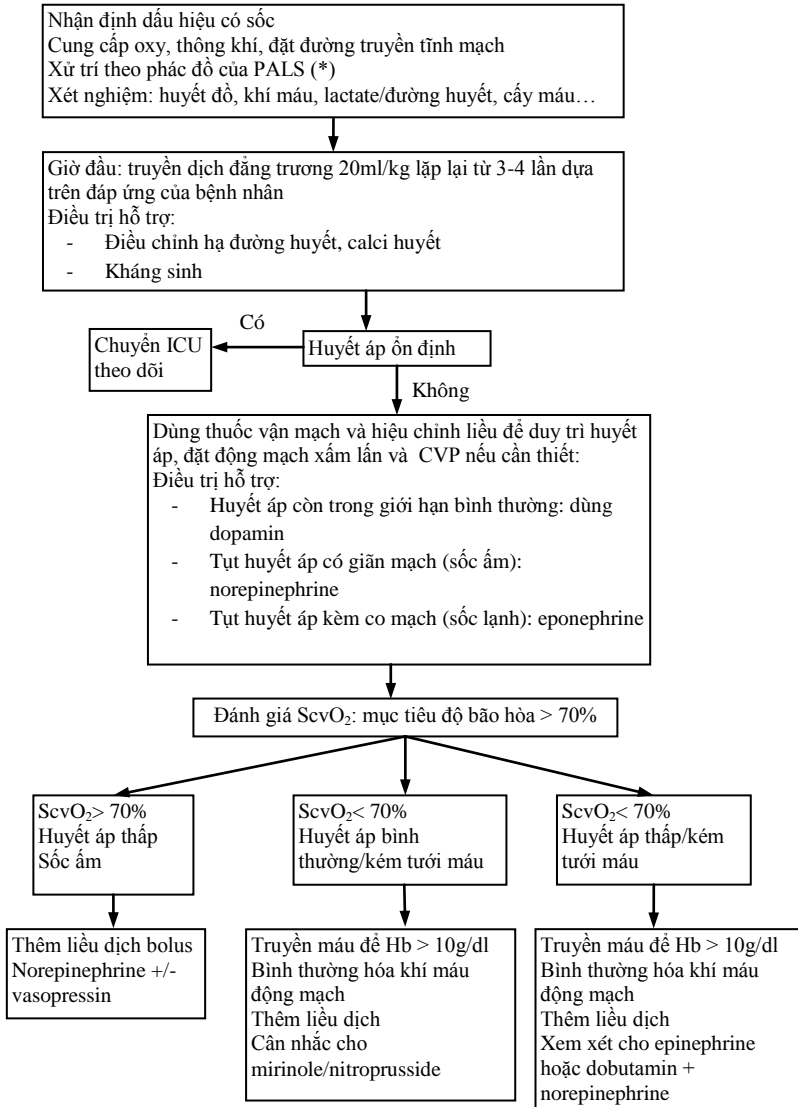 Nhận định dấu hiệu có sốc
Cung cấp oxy, thông khí, đặt đường truyền tĩnh mạch
Xử trí theo phác đồ của PALS (*)
Xét nghiệm: huyết đồ, khí máu, lactate/đường huyết, cấy máu…
Giờ đầu: truyền dịch đẳng trương 20ml/kg lặp lại từ 3-4 lần dựa
trên đáp ứng của bệnh nhân
Điều trị hỗ trợ:
- Điều chỉnh hạ đường huyết, calci huyết
- Kháng sinh
Có
Chuyển ICU
theo dõi
Huyết áp ổn định
Không
Dùng thuốc vận mạch và hiệu chỉnh liều để duy trì huyết
áp, đặt động mạch xấm lấn và CVP nếu cần thiết:
Điều trị hỗ trợ:
- Huyết áp còn trong giới hạn bình thường: dùng
dopamin
- Tụt huyết áp có giãn mạch (sốc ấm):
norepinephrine
- Tụt huyết áp kèm co mạch (sốc lạnh): eponephrine
Đánh giá ScvO₂: mục tiêu độ bão hòa > 70%
ScvO₂> 70%
Huyết áp thấp
Sốc ấm
ScvO₂< 70%
Huyết áp bình
thường/kém tưới máu
ScvO₂< 70%
Huyết áp thấp/kém
tưới máu
Thêm liều dịch bolus
Norepinephrine +/-
vasopressin
Truyền máu để Hb > 10g/dl
Bình thường hóa khí máu
động mạch
Thêm liều dịch
Cân nhắc cho
mirinole/nitroprusside
Truyền máu để Hb > 10g/dl
Bình thường hóa khí máu
động mạch
Thêm liều dịch
Xem xét cho epinephrine
hoặc dobutamin +
norepinephrine